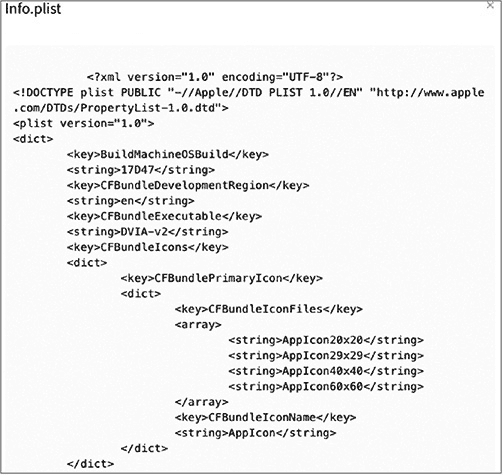 Info.plist
×
<?xml version="1.0" encoding="UTF-8"?>
<!DOCTYPE plist PUBLIC "-//Apple//DTD PLIST 1.0//EN" "http://www.apple
.com/DTDs/PropertyList-1.0.dtd">
<plist version="1.0">
<dict>
<key>BuildMachineOSBuild</key>
<string>17D47</string>
<key>CFBundleDevelopmentRegion</key>
<string>en</string>
<key>CFBundleExecutable</key>
<string>DVIA-v2</string>
<key>CFBundleIcons</key>
<dict>
<key>CFBundlePrimaryIcon</key>
<dict>
<key>CFBundleIconFiles</key>
<array>
<string>AppIcon20x20</string>
<string>AppIcon29x29</string>
<string>AppIcon40x40</string>
<string>AppIcon60x60</string>
</array>
<key>CFBundleIconName</key>
<string>AppIcon</string>
</dict>
</dict>